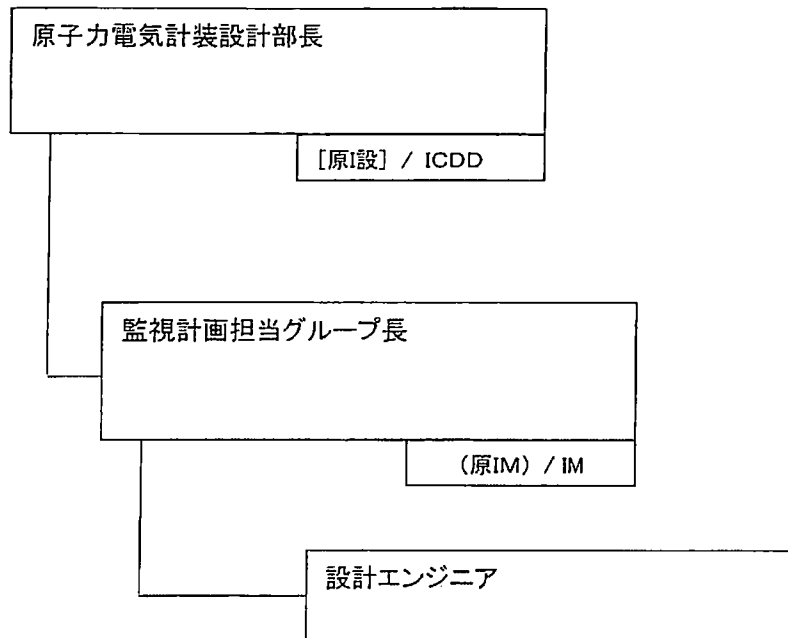 原子力電気計装設計部長
[原I設] / ICDD
監視計画担当グループ長
(原IM) / IM
設計エンジニア